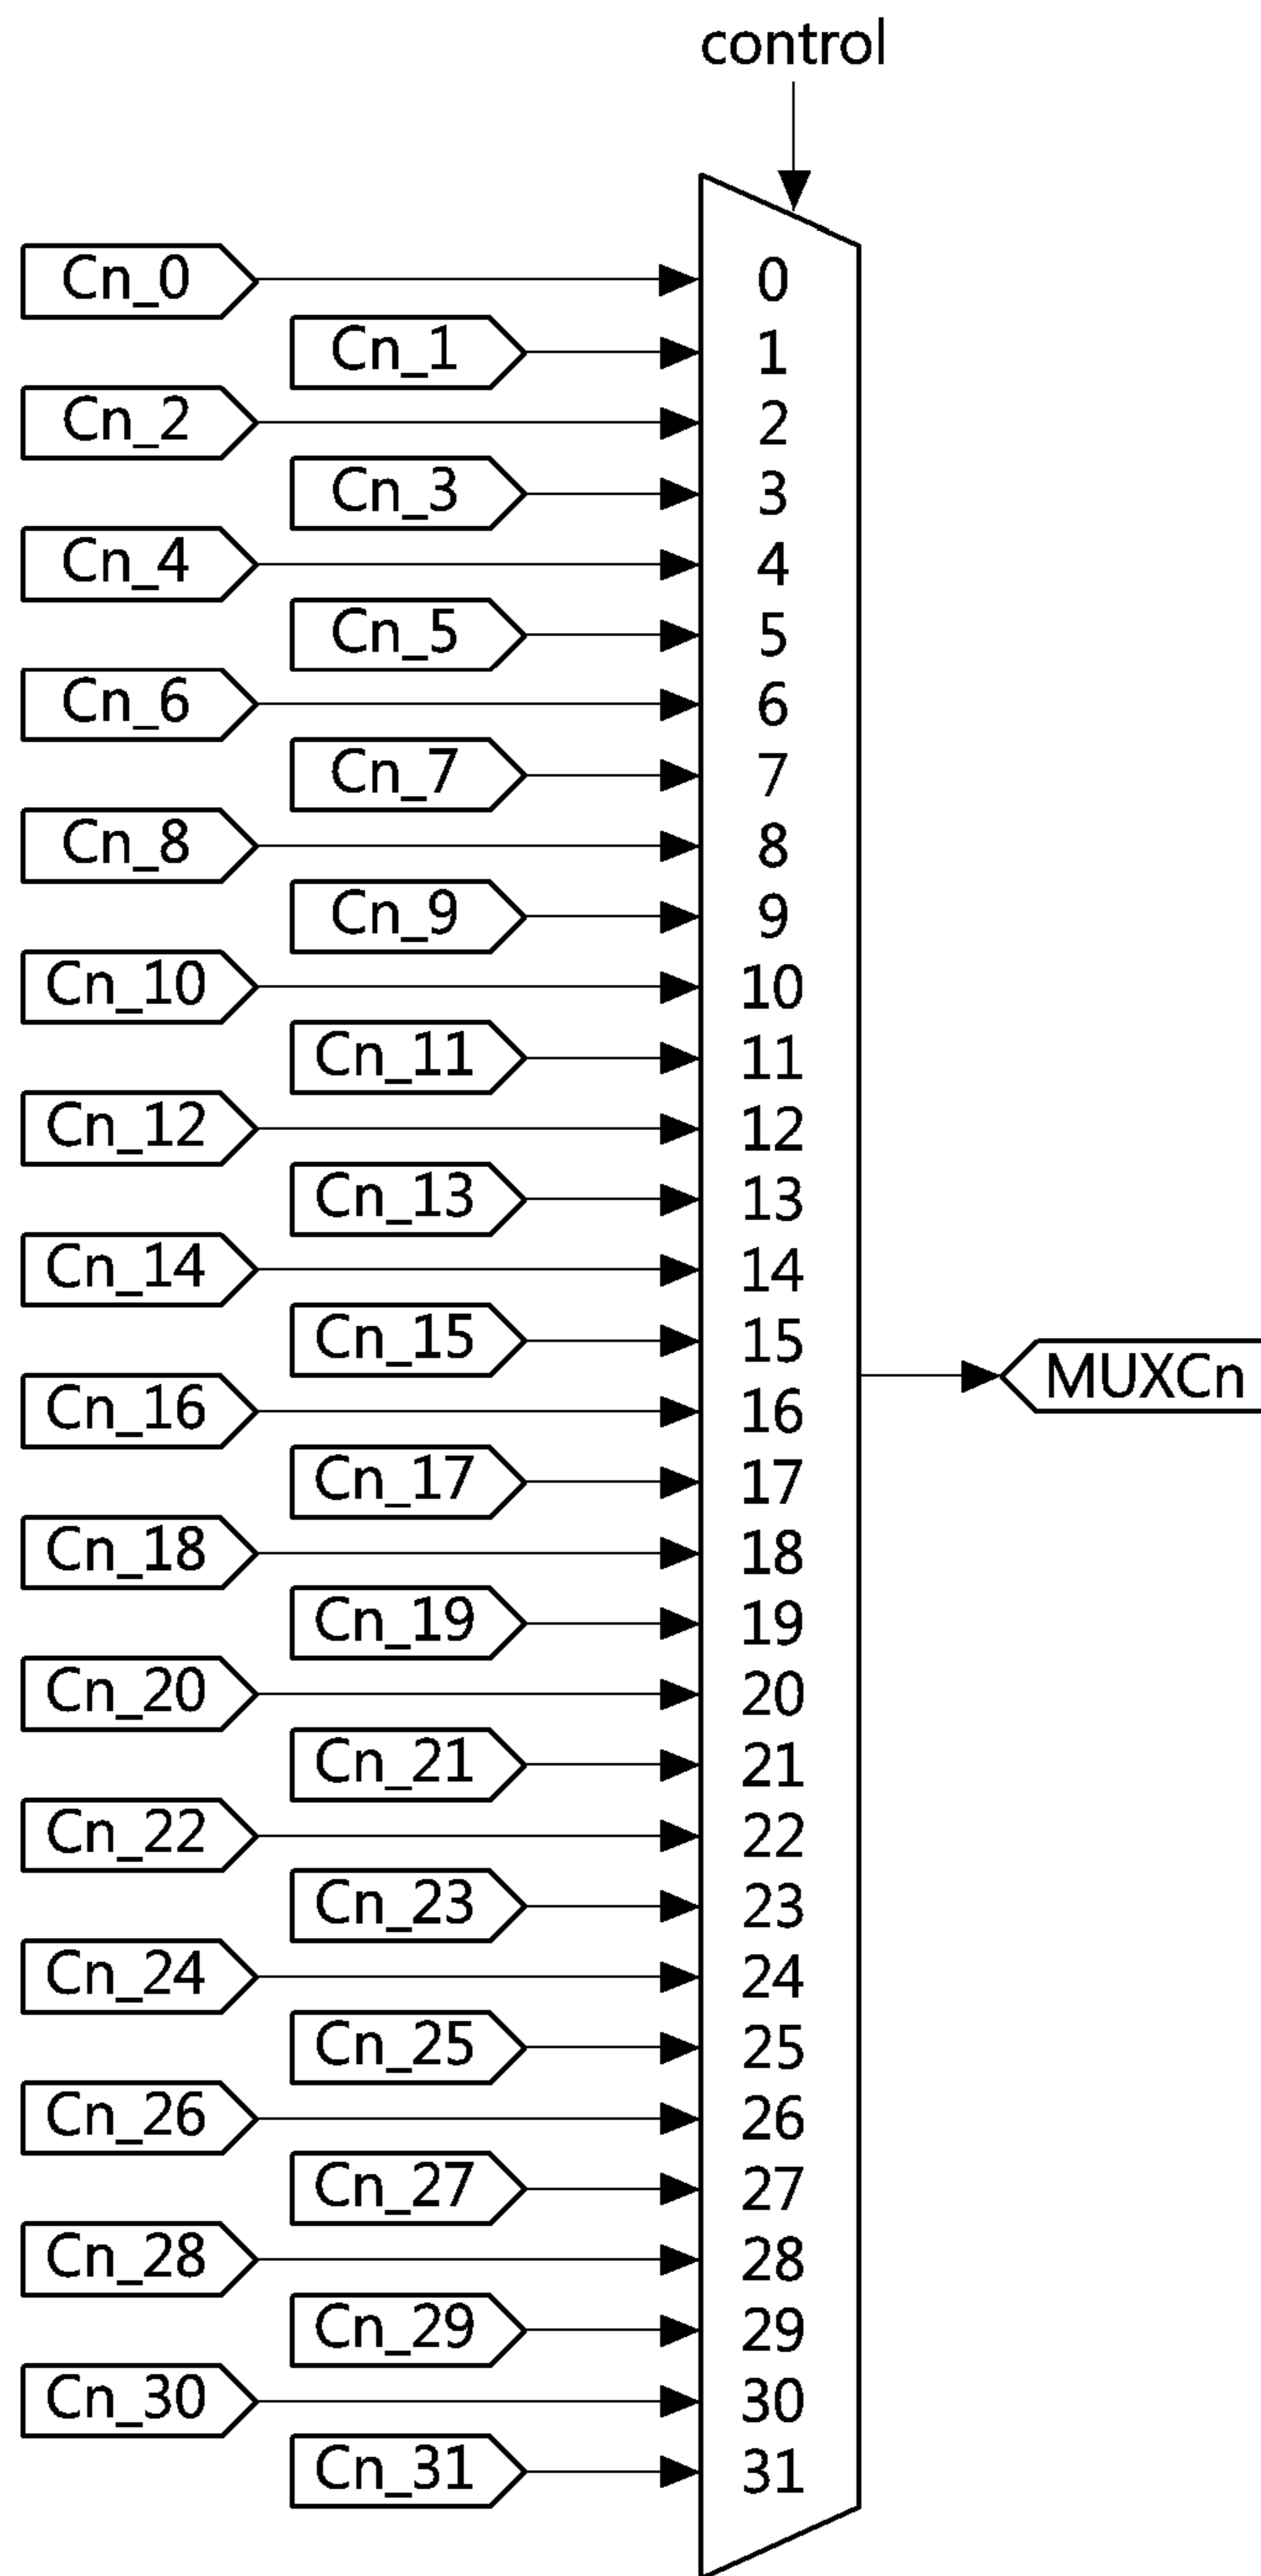 control
Cn_0 0
Cn_1 1
Cn_2 2
Cn_3 3
Cn_4 4
Cn_5 5
Cn_6 6
Cn_7 7
Cn_8 8
Cn_9 9
Cn_10 10
Cn_11 11
Cn_12 12
Cn_13 13
Cn_14 14
Cn_15 15
MUXCn
Cn_16 16
Cn_17 17
Cn_18 18
Cn_19 19
Cn_20 20
Cn_21 21
Cn_22 22
Cn_23 23
Cn_24 24
Cn_25 25
Cn_26 26
Cn_27 27
Cn_28 28
Cn_29 29
Cn_30 30
Cn_31 31